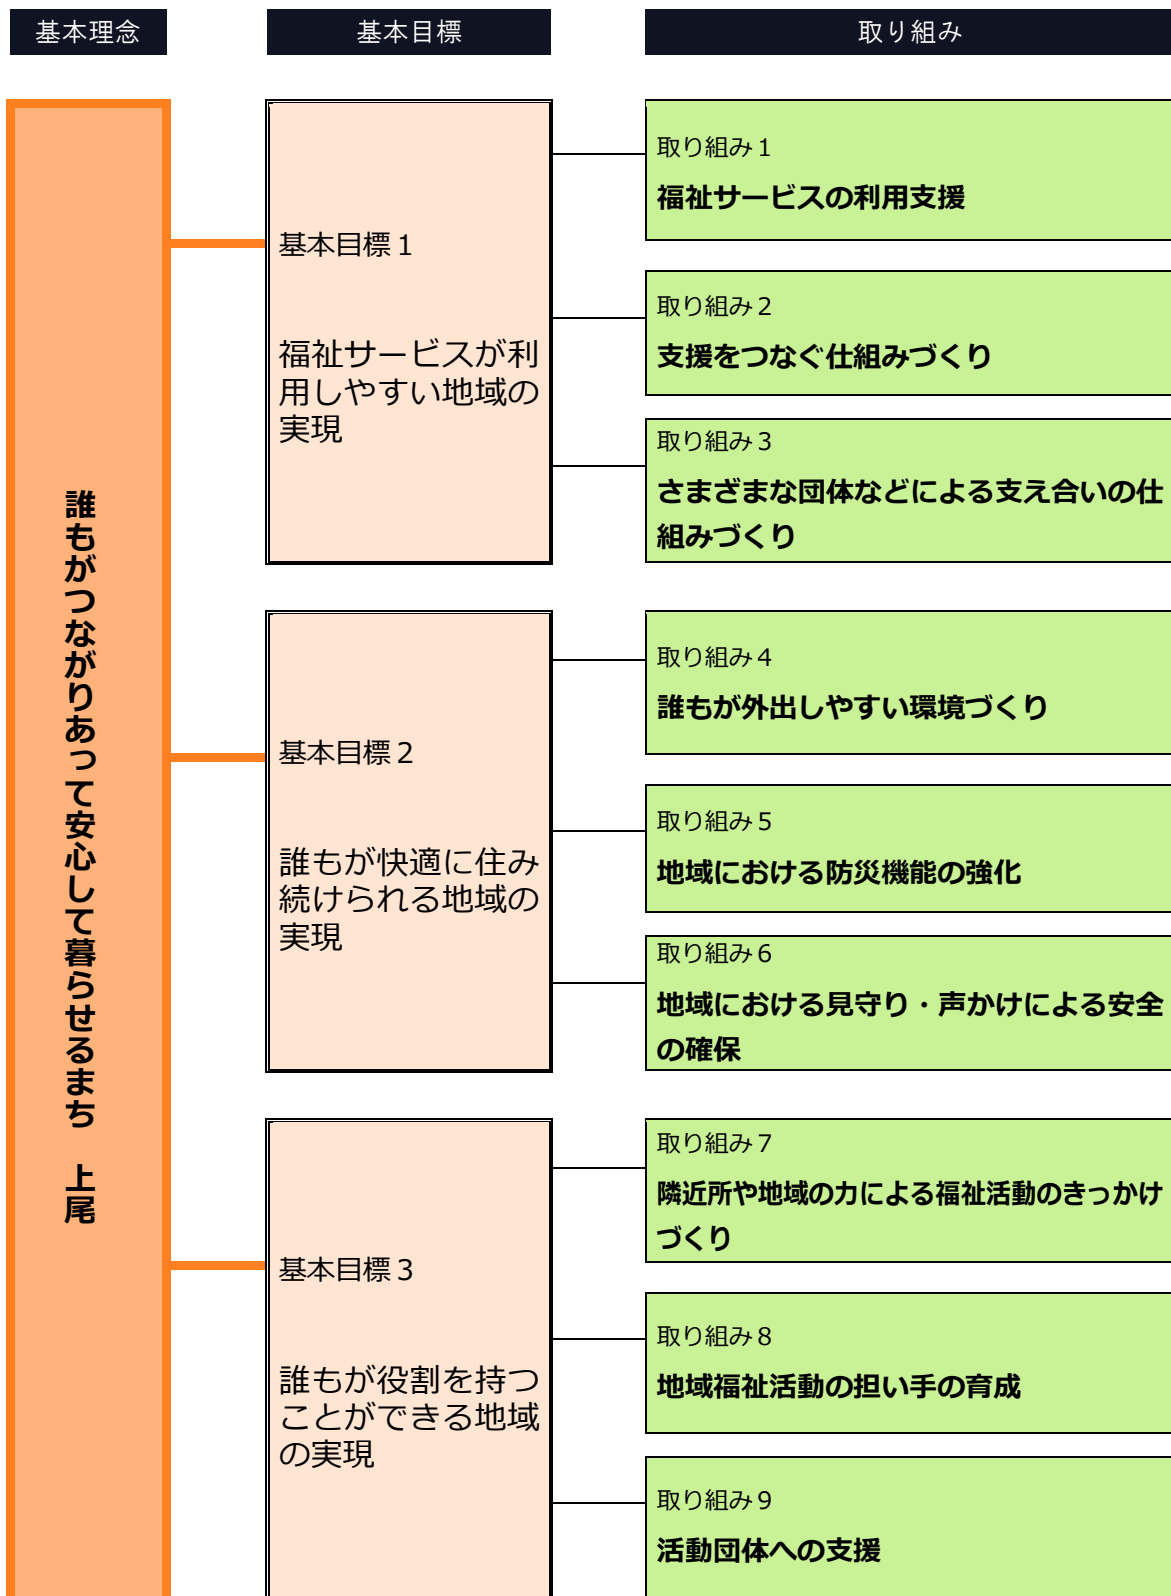 基本理念
基本目標
取り組み
誰もがつながりあって安心して暮らせるまち　上尾
基本目標１
福祉サービスが利
用しやすい地域の
実現
取り組み１
福祉サービスの利用支援
取り組み２
支援をつなぐ仕組みづくり
取り組み３
さまざまな団体などによる支え合いの仕
組みづくり
基本目標２
誰もが快適に住み
続けられる地域の
実現
取り組み４
誰もが外出しやすい環境づくり
取り組み５
地域における防災機能の強化
取り組み６
地域における見守り・声かけによる安全
の確保
基本目標３
誰もが役割を持つ
ことができる地域
の実現
取り組み７
隣近所や地域の力による福祉活動のきっかけ
づくり
取り組み８
地域福祉活動の担い手の育成
取り組み９
活動団体への支援